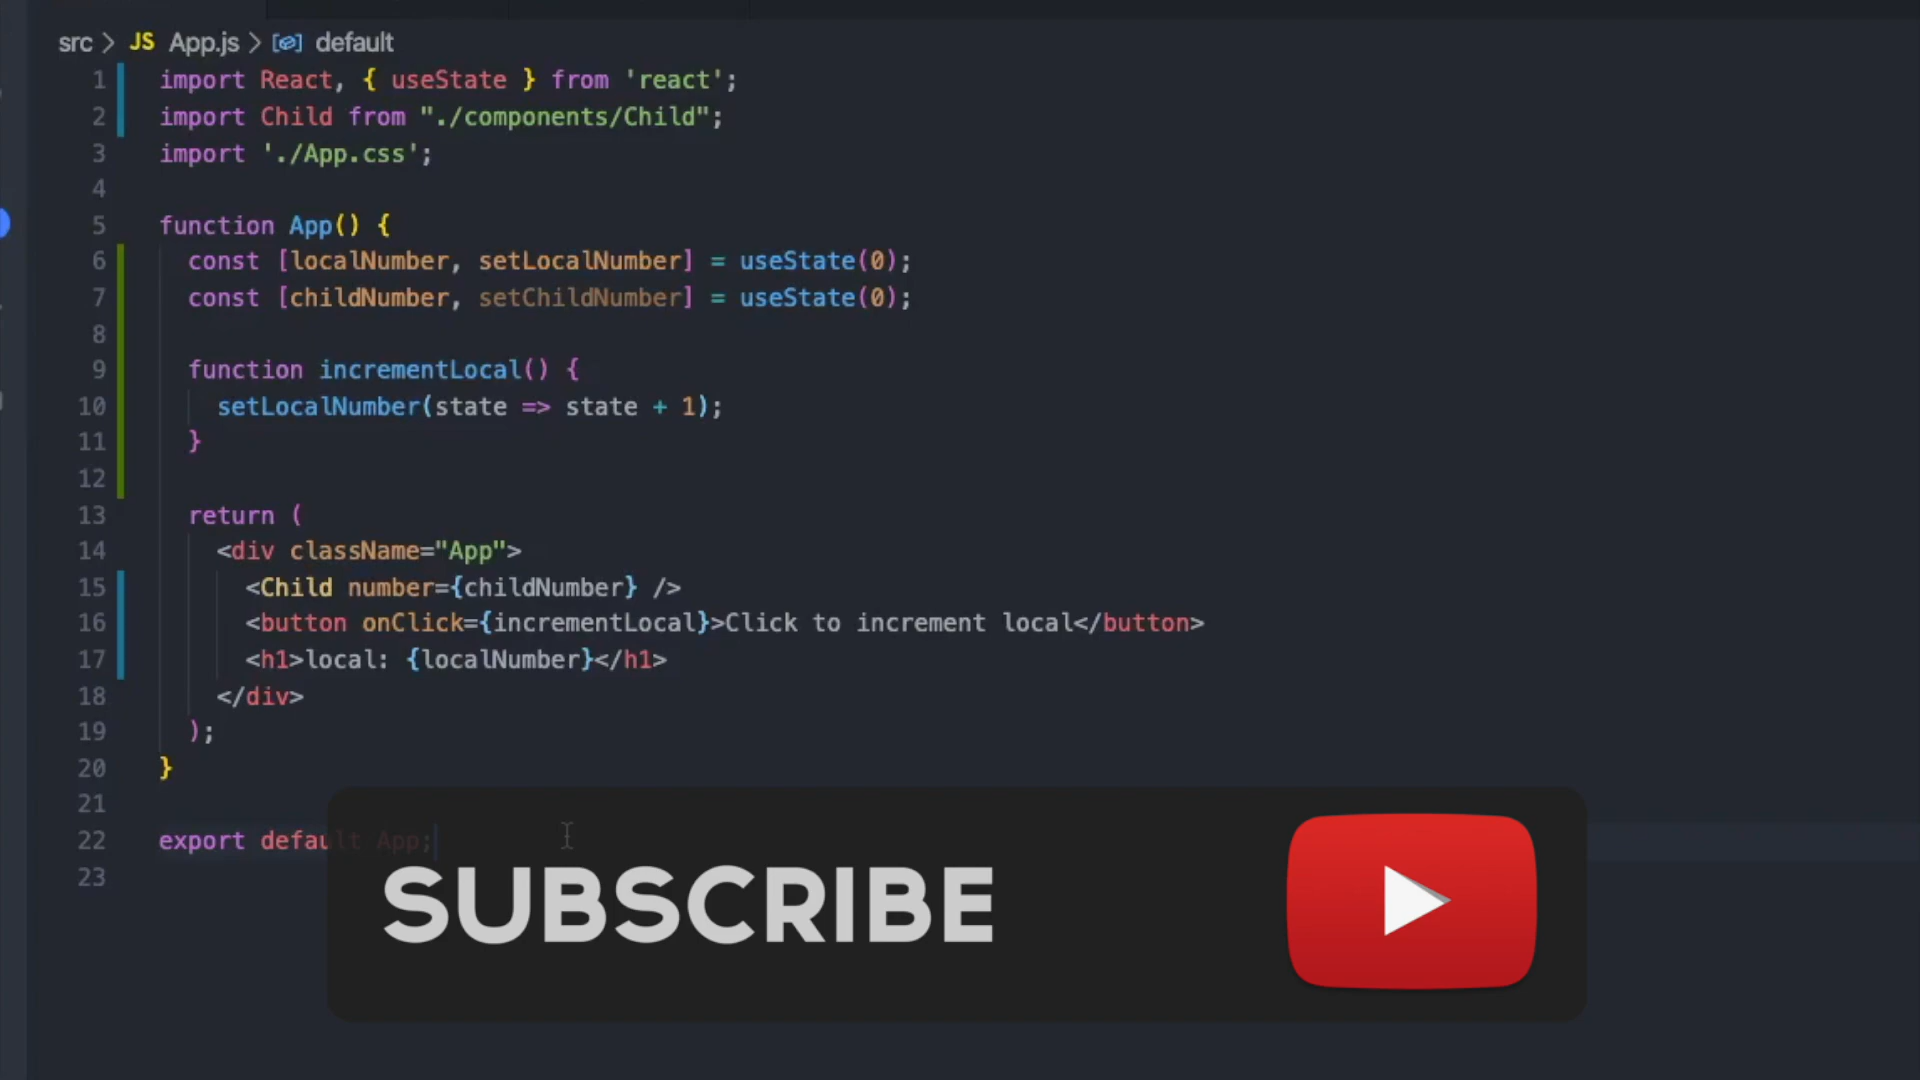 src > JS App.js > default
1 import React, { useState } from 'react';
2 import Child from "./components/Child";
3 import './App.css';
4
5 function App() {
6 const [localNumber, setLocalNumber] = useState(0);
7 const [childNumber, setChildNumber] = useState(0);
8
9 function incrementLocal() {
10 setLocalNumber(state => state + 1);
11 }
12
13 return (
14 <div className="App">
15 <Child number={childNumber} />
16 <button onClick={incrementLocal}>Click to increment local</button>
17 <h1>local: {localNumber}</h1>
18 </div>
19 );
20 }
21
22 export default App;
23
SUBSCRIBE